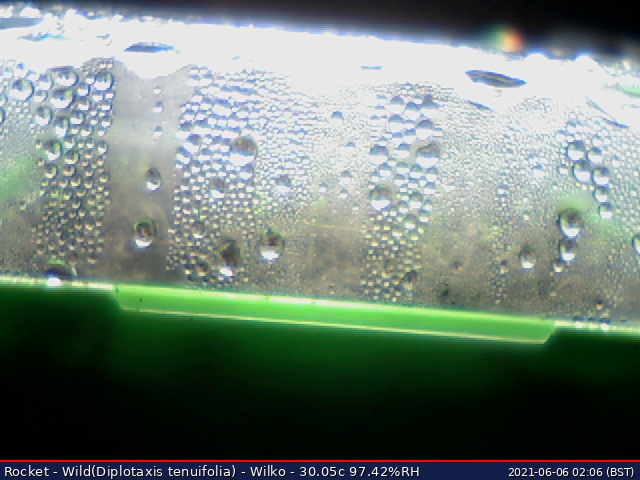 Rocket - Wild(Diplotaxis tenuifolia) - Wilko - 30.05c 97.42%RH
2021-06-06 02:06 (BST)